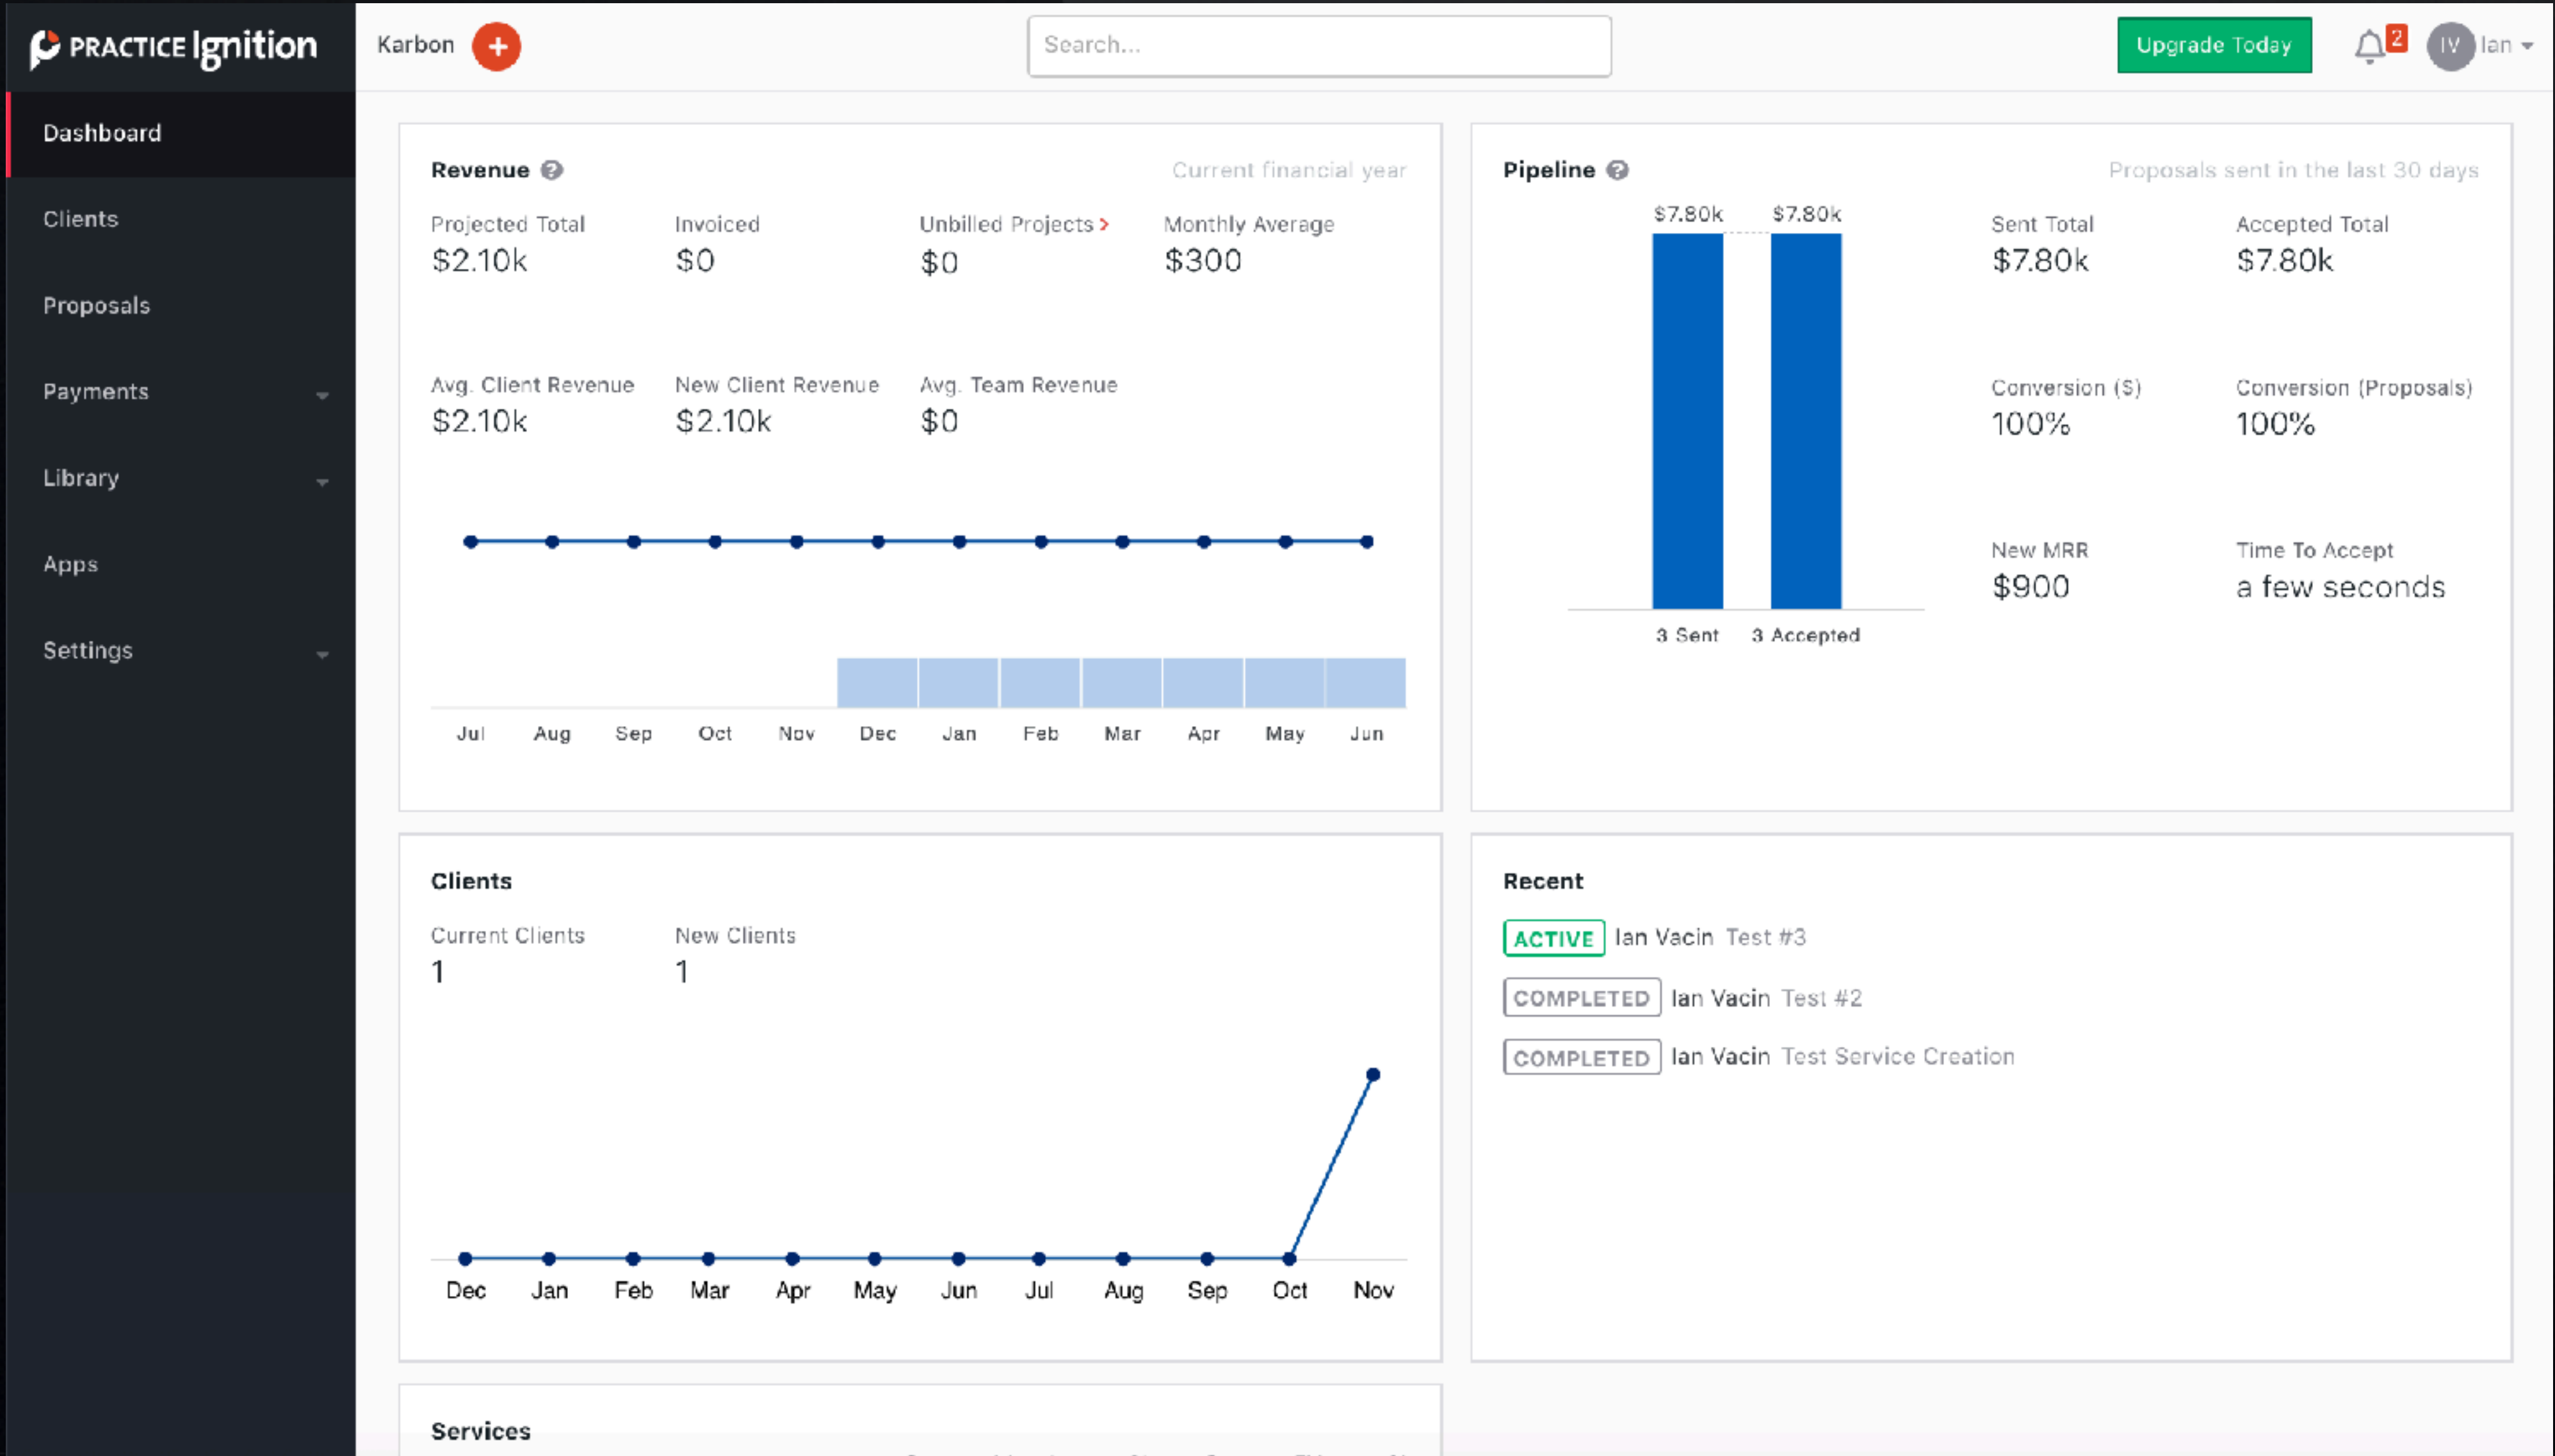 PRACTICE Ignition
Karbon
Search...
Upgrade Today
2
IV
Ian
Dashboard
Clients
Proposals
Payments
Library
Apps
Settings
Revenue ?
Current financial year
Projected Total
$2.10k
Invoiced
$0
Unbilled Projects
$0
Monthly Average
$300
Avg. Client Revenue
$2.10k
New Client Revenue
$2.10k
Avg. Team Revenue
$0
Jul Aug Sep Oct Nov Dec Jan Feb Mar Apr May Jun
Pipeline ?
Proposals sent in the last 30 days
$7.80k $7.80k
3 Sent 3 Accepted
Sent Total
$7.80k
Accepted Total
$7.80k
Conversion ($)
100%
Conversion (Proposals)
100%
New MRR
$900
Time To Accept
a few seconds
Clients
Current Clients
1
New Clients
1
Dec Jan Feb Mar Apr May Jun Jul Aug Sep Oct Nov
Recent
ACTIVE Ian Vacin Test #3
COMPLETED Ian Vacin Test #2
COMPLETED Ian Vacin Test Service Creation
Services